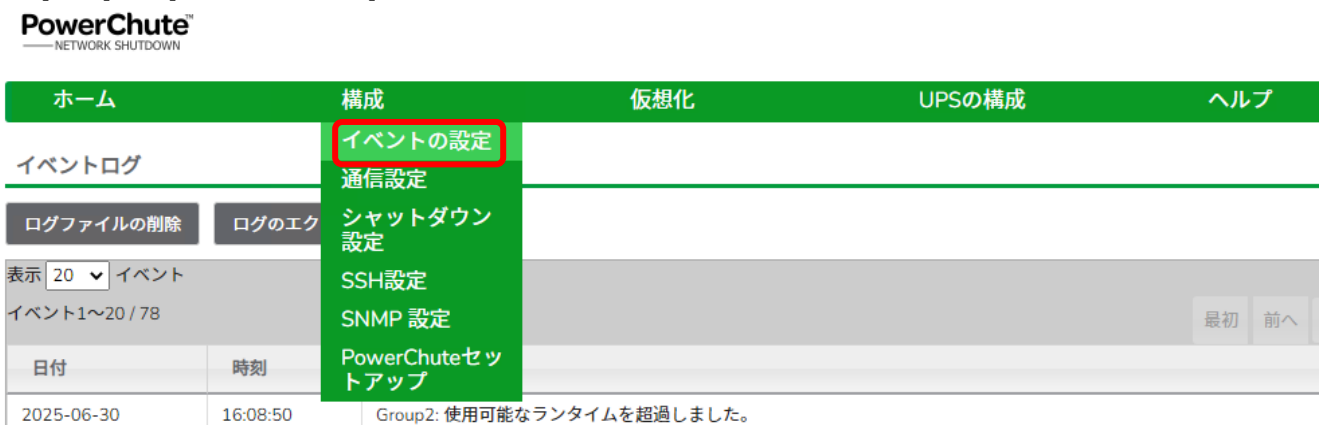 PowerChute™
NETWORK SHUTDOWN
ホーム 構成 仮想化 UPSの構成 ヘルプ
イベントの設定
通信設定
シャットダウン
設定
SSH設定
SNMP 設定
PowerChuteセッ
トアップ
イベントログ
ログファイルの削除 ログのエク
表示 20 イベント
イベント1～20 / 78
最初 前へ
日付 時刻
2025-06-30 16:08:50 Group2: 使用可能なランタイムを超過しました。